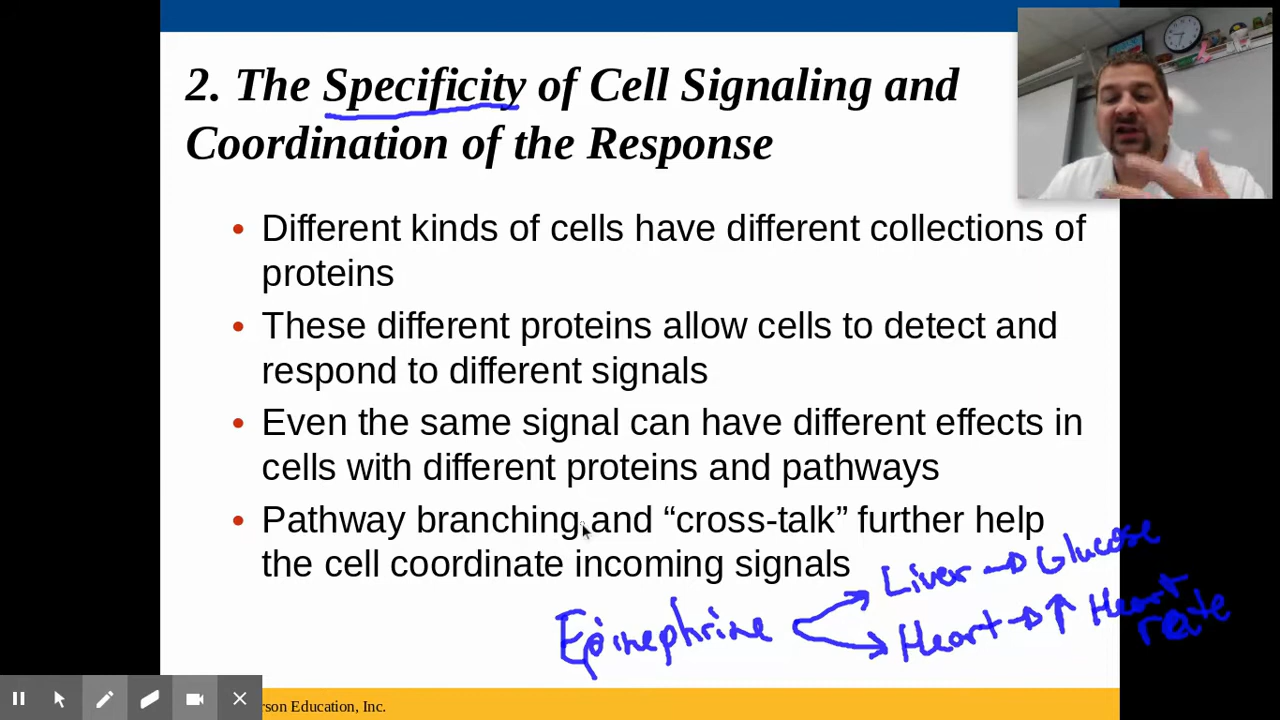 2. The Specificity of Cell Signaling and
Coordination of the Response
• Different kinds of cells have different collections of
proteins
• These different proteins allow cells to detect and
respond to different signals
• Even the same signal can have different effects in
cells with different proteins and pathways
• Pathway branching and “cross-talk” further help
the cell coordinate incoming signals
Epinephrine
Liver → Glucose
Heart → ↑ Heart
rate
rson Education, Inc.